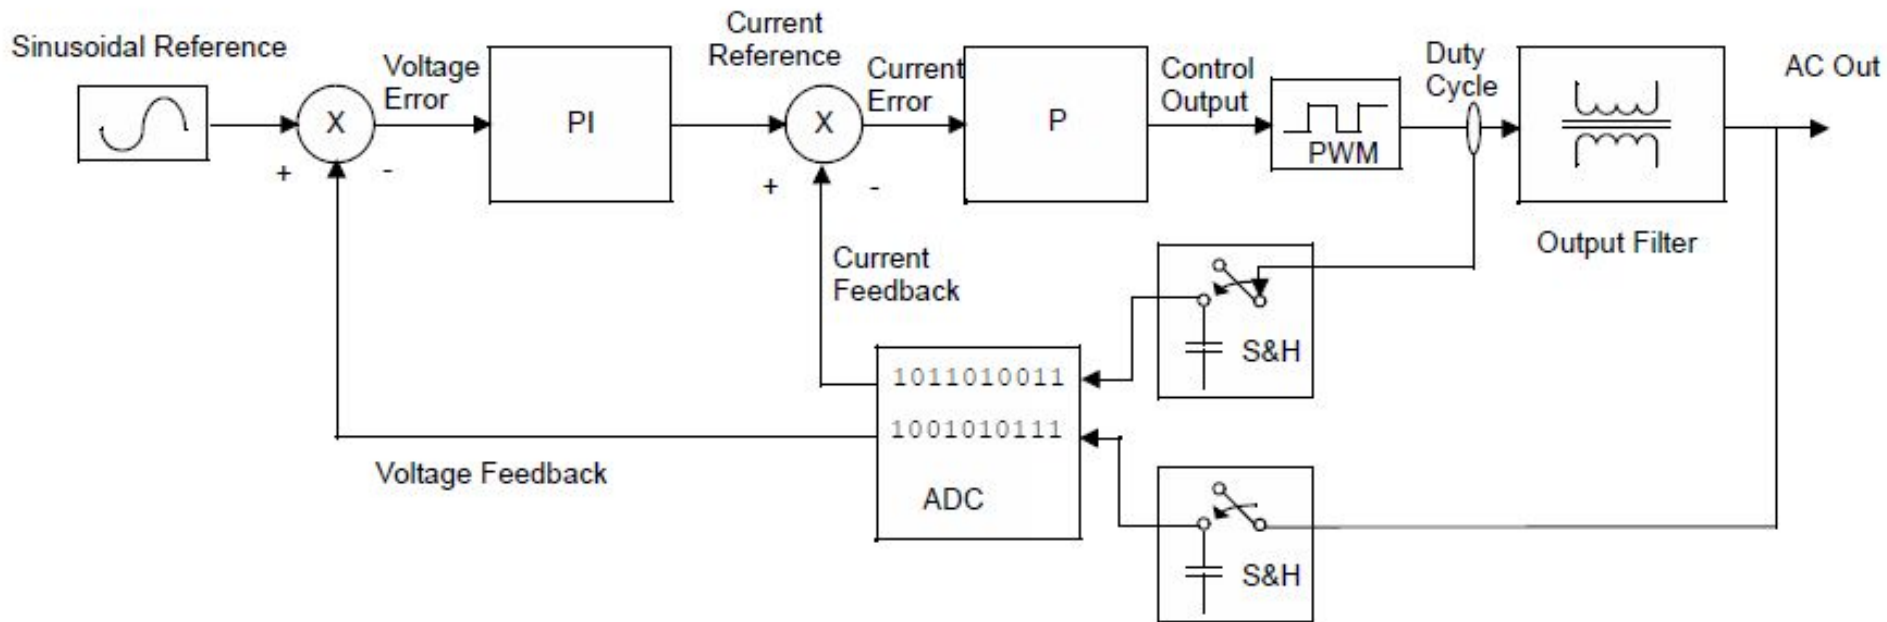 Sinusoidal Reference
X
+
-
Voltage
Error
PI
Current
Reference
X
+
-
Current
Error
P
Control
Output
PWM
Duty
Cycle
Output Filter
AC Out
Current
Feedback
S&H
1011010011
1001010111
ADC
Voltage Feedback
S&H